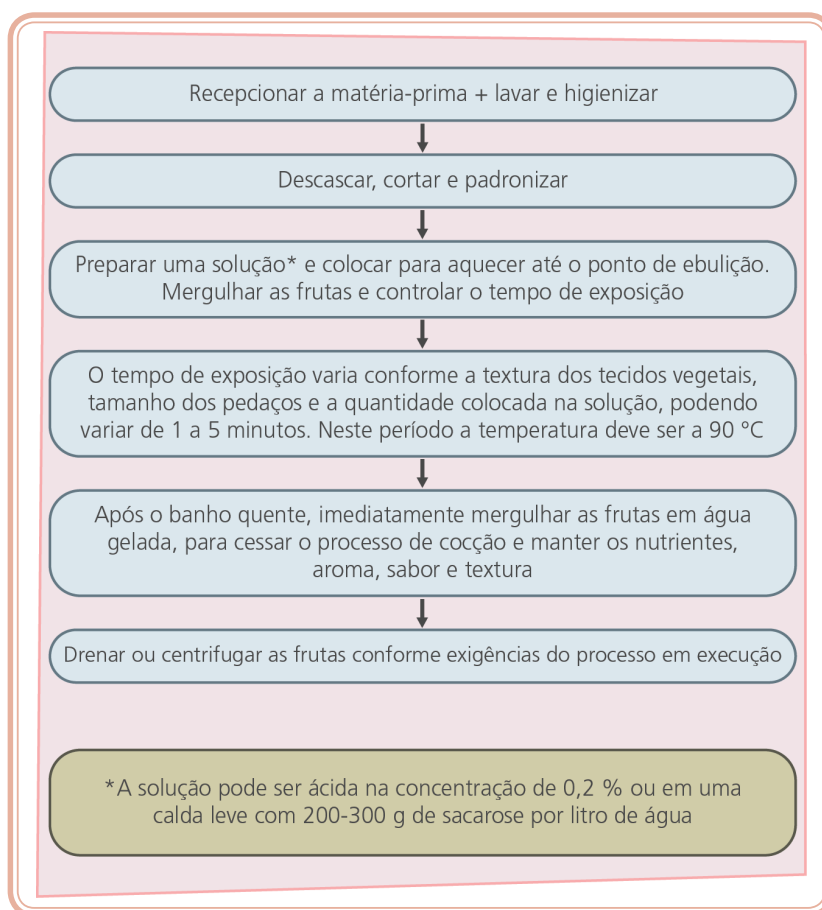 Recepcionar a matéria-prima + lavar e higienizar
Descascar, cortar e padronizar
Preparar uma solução* e colocar para aquecer até o ponto de ebulição.
Mergulhar as frutas e controlar o tempo de exposição
O tempo de exposição varia conforme a textura dos tecidos vegetais,
tamanho dos pedaços e a quantidade colocada na solução, podendo
variar de 1 a 5 minutos. Neste período a temperatura deve ser a 90 °C
Após o banho quente, imediatamente mergulhar as frutas em água
gelada, para cessar o processo de cocção e manter os nutrientes,
aroma, sabor e textura
Drenar ou centrifugar as frutas conforme exigências do processo em execução
*A solução pode ser ácida na concentração de 0,2 % ou em uma
calda leve com 200-300 g de sacarose por litro de água